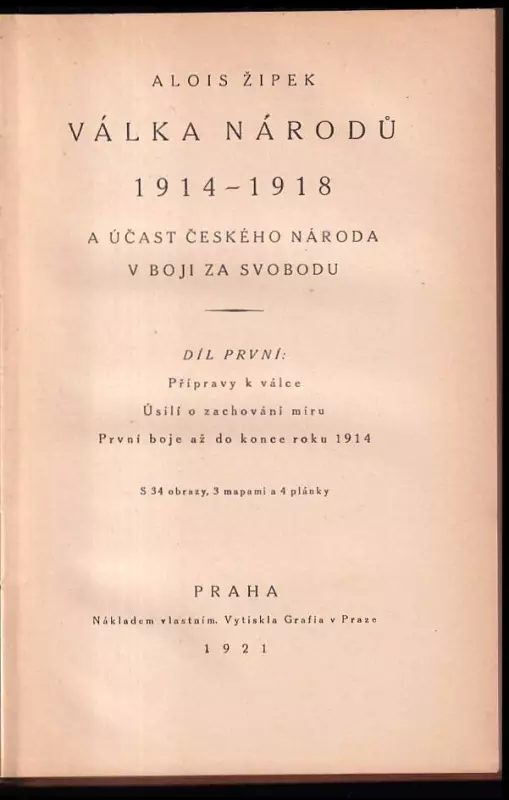 ALOIS ŽIPEK
VÁLKA NÁRODŮ
1914–1918
A ÚČAST ČESKÉHO NÁRODA
V BOJI ZA SVOBODU
DÍL PRVNÍ:
Přípravy k válce
Úsilí o zachování míru
První boje až do konce roku 1914
S 34 obrazy, 3 mapami a 4 plánky
PRAHA
Nákladem vlastním. Vytiskla Grafia v Praze
1921